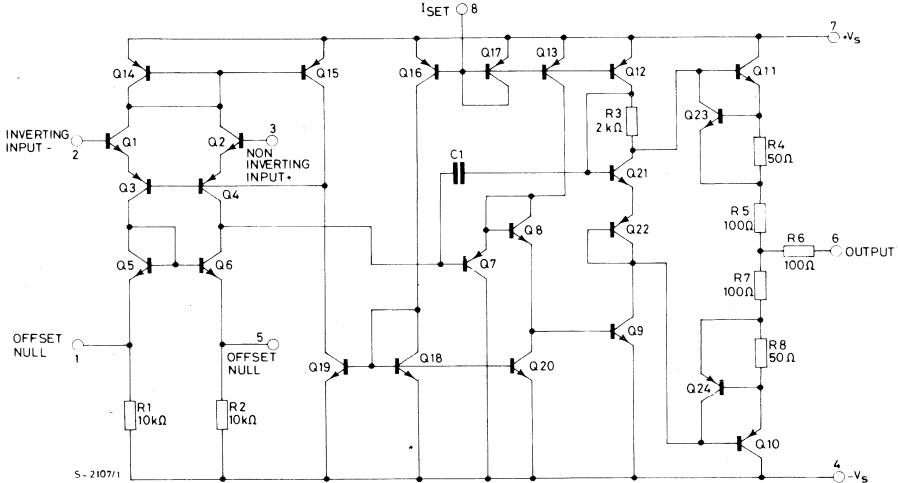 I SET 8
7
+Vs
Q14
Q15
Q16
Q17
Q13
Q12
Q11
Q23
R3
2kΩ
INVERTING
INPUT -
2
Q1
Q2
3
NON
INVERTING
INPUT+
R4
50Ω
C1
Q3
Q4
Q21
R5
100Ω
Q8
Q22
R6
100Ω
6
OUTPUT
Q5
Q6
Q7
R7
100Ω
OFFSET
NULL
1
5
OFFSET
NULL
Q9
R8
50Ω
Q19
Q18
Q20
Q24
R1
10kΩ
R2
10kΩ
Q10
S-2107/1
4
-Vs